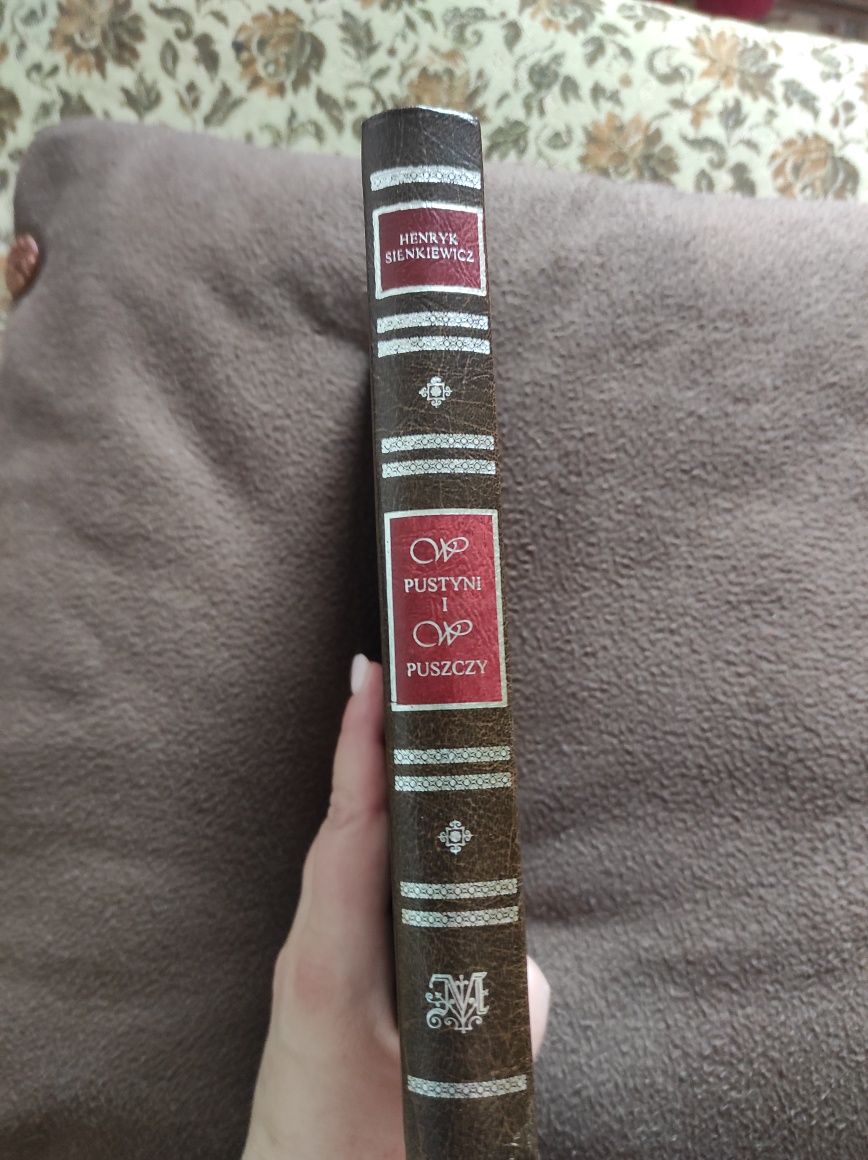 HENRYK
SIENKIEWICZ
W
PUSTYNI
I
W
PUSZCZY
M